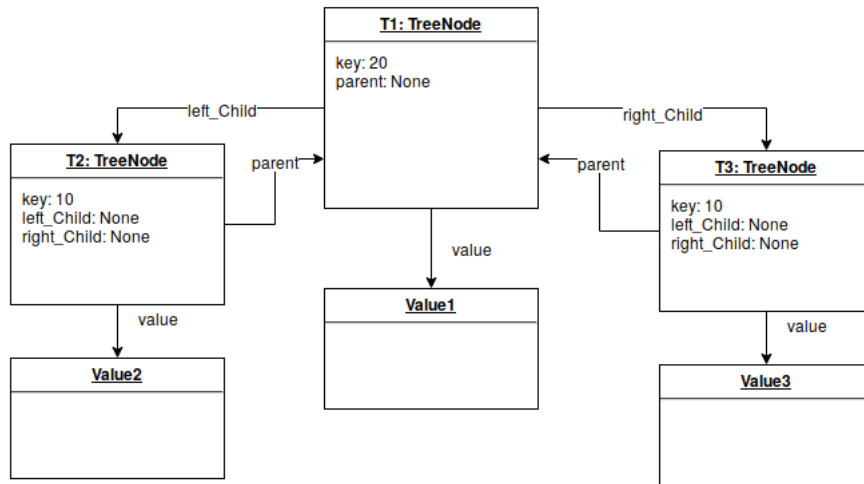 T1: TreeNode
key: 20
parent: None
left_Child
right_Child
T2: TreeNode
key: 10
left_Child: None
right_Child: None
parent
parent
T3: TreeNode
key: 10
left_Child: None
right_Child: None
value
value
value
Value1
Value2
Value3